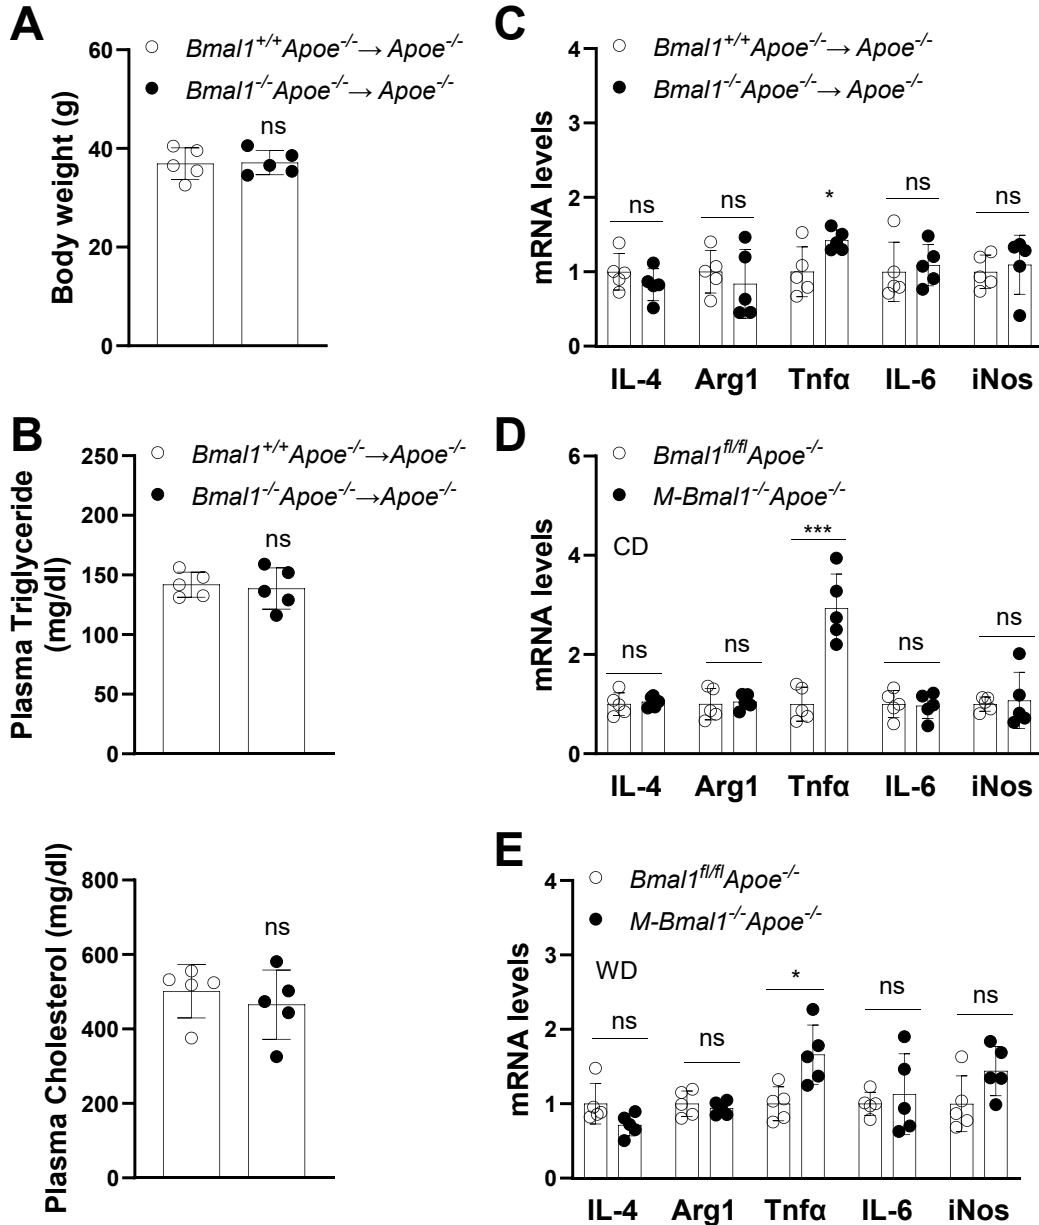 A
Bmal1+/+Apoe-/-→ Apoe-/-
Bmal1-/-Apoe-/-→ Apoe-/-
Body weight (g)
60
40
20
0
ns
B
Bmal1+/+Apoe-/-→Apoe-/-
Bmal1-/-Apoe-/-→Apoe-/-
Plasma Triglyceride
(mg/dl)
250
200
150
100
50
0
ns
Plasma Cholesterol (mg/dl)
800
600
400
200
0
ns
C
Bmal1+/+Apoe-/-→ Apoe-/-
Bmal1-/-Apoe-/-→ Apoe-/-
mRNA levels
4
3
2
1
0
ns ns * ns ns
IL-4 Arg1 Tnfα IL-6 iNos
D
Bmal1fl/flApoe-/-
M-Bmal1-/-Apoe-/-
CD
mRNA levels
6
4
2
0
ns ns *** ns ns
IL-4 Arg1 Tnfα IL-6 iNos
E
Bmal1fl/flApoe-/-
M-Bmal1-/-Apoe-/-
WD
mRNA levels
4
3
2
1
0
ns ns * ns ns
IL-4 Arg1 Tnfα IL-6 iNos